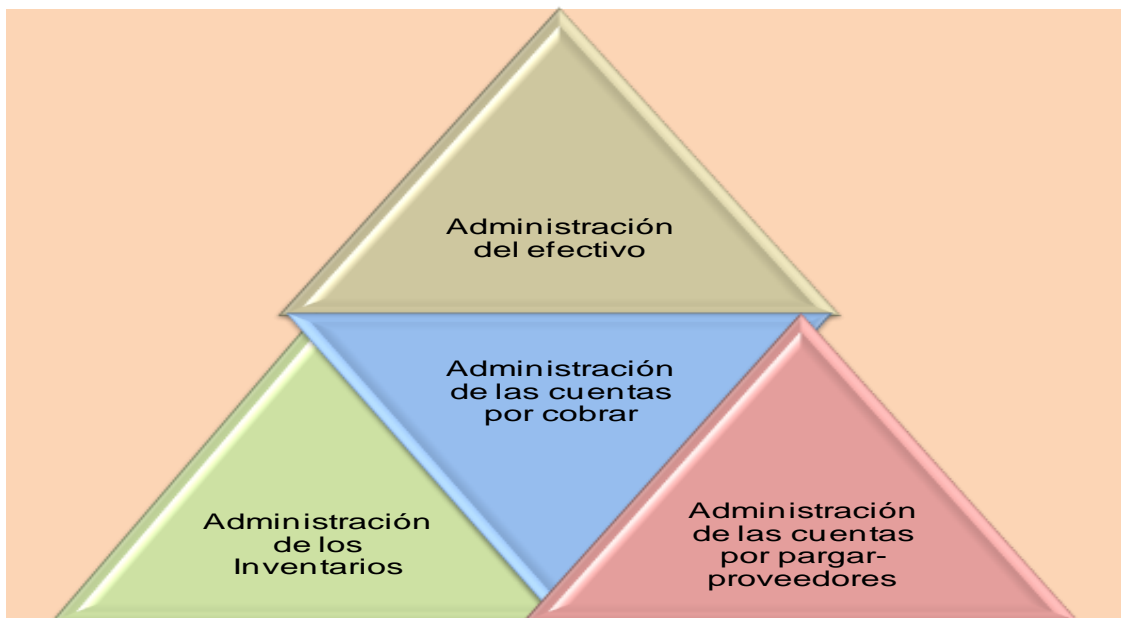 Administración
del efectivo
Administración
de las cuentas
por cobrar
Administración
de los
Inventarios
Administración
de las cuentas
por pargar-
proveedores